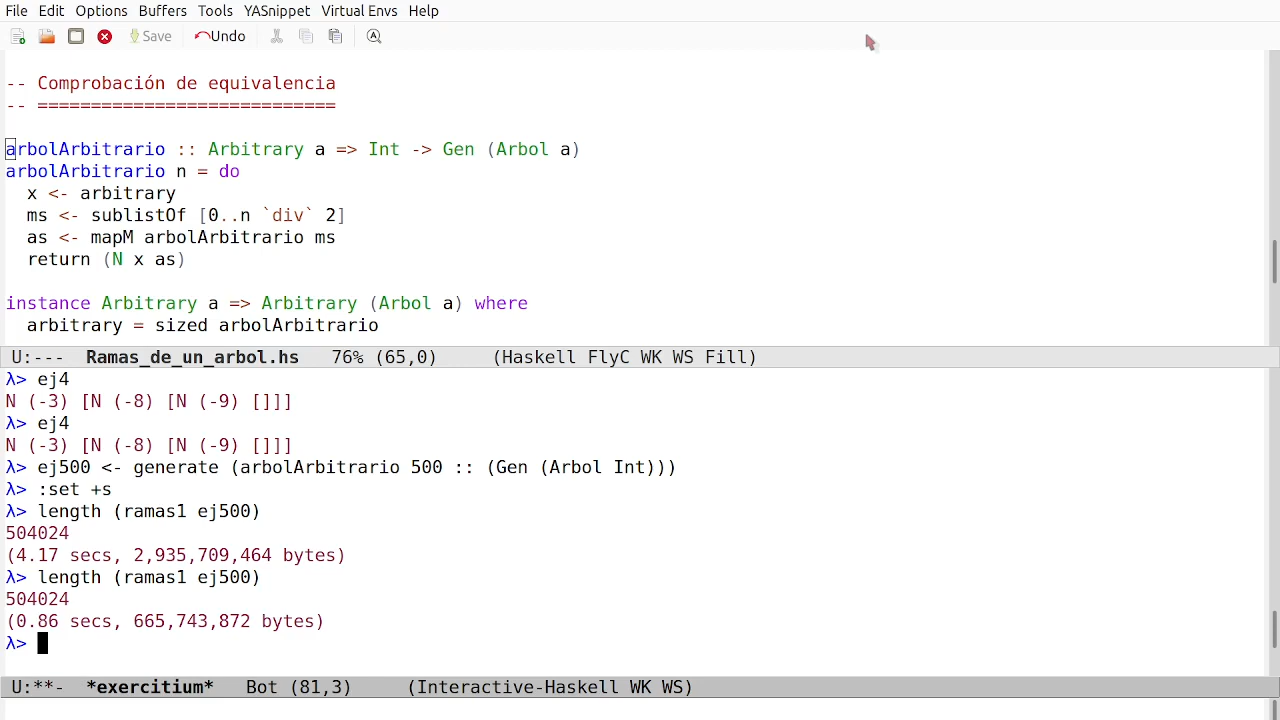 File Edit Options Buffers Tools YASnippet Virtual Envs Help
Save Undo
-- Comprobación de equivalencia
-- ============================
arbolArbitrario :: Arbitrary a => Int -> Gen (Arbol a)
arbolArbitrario n = do
  x <- arbitrary
  ms <- sublistOf [0..n `div` 2]
  as <- mapM arbolArbitrario ms
  return (N x as)
instance Arbitrary a => Arbitrary (Arbol a) where
  arbitrary = sized arbolArbitrario
U:--- Ramas_de_un_arbol.hs 76% (65,0) (Haskell FlyC WK WS Fill)
λ> ej4
N (-3) [N (-8) [N (-9) []]]
λ> ej4
N (-3) [N (-8) [N (-9) []]]
λ> ej500 <- generate (arbolArbitrario 500 :: (Gen (Arbol Int)))
λ> :set +s
λ> length (ramas1 ej500)
504024
(4.17 secs, 2,935,709,464 bytes)
λ> length (ramas1 ej500)
504024
(0.86 secs, 665,743,872 bytes)
λ>
U:**- *exercitium* Bot (81,3) (Interactive-Haskell WK WS)